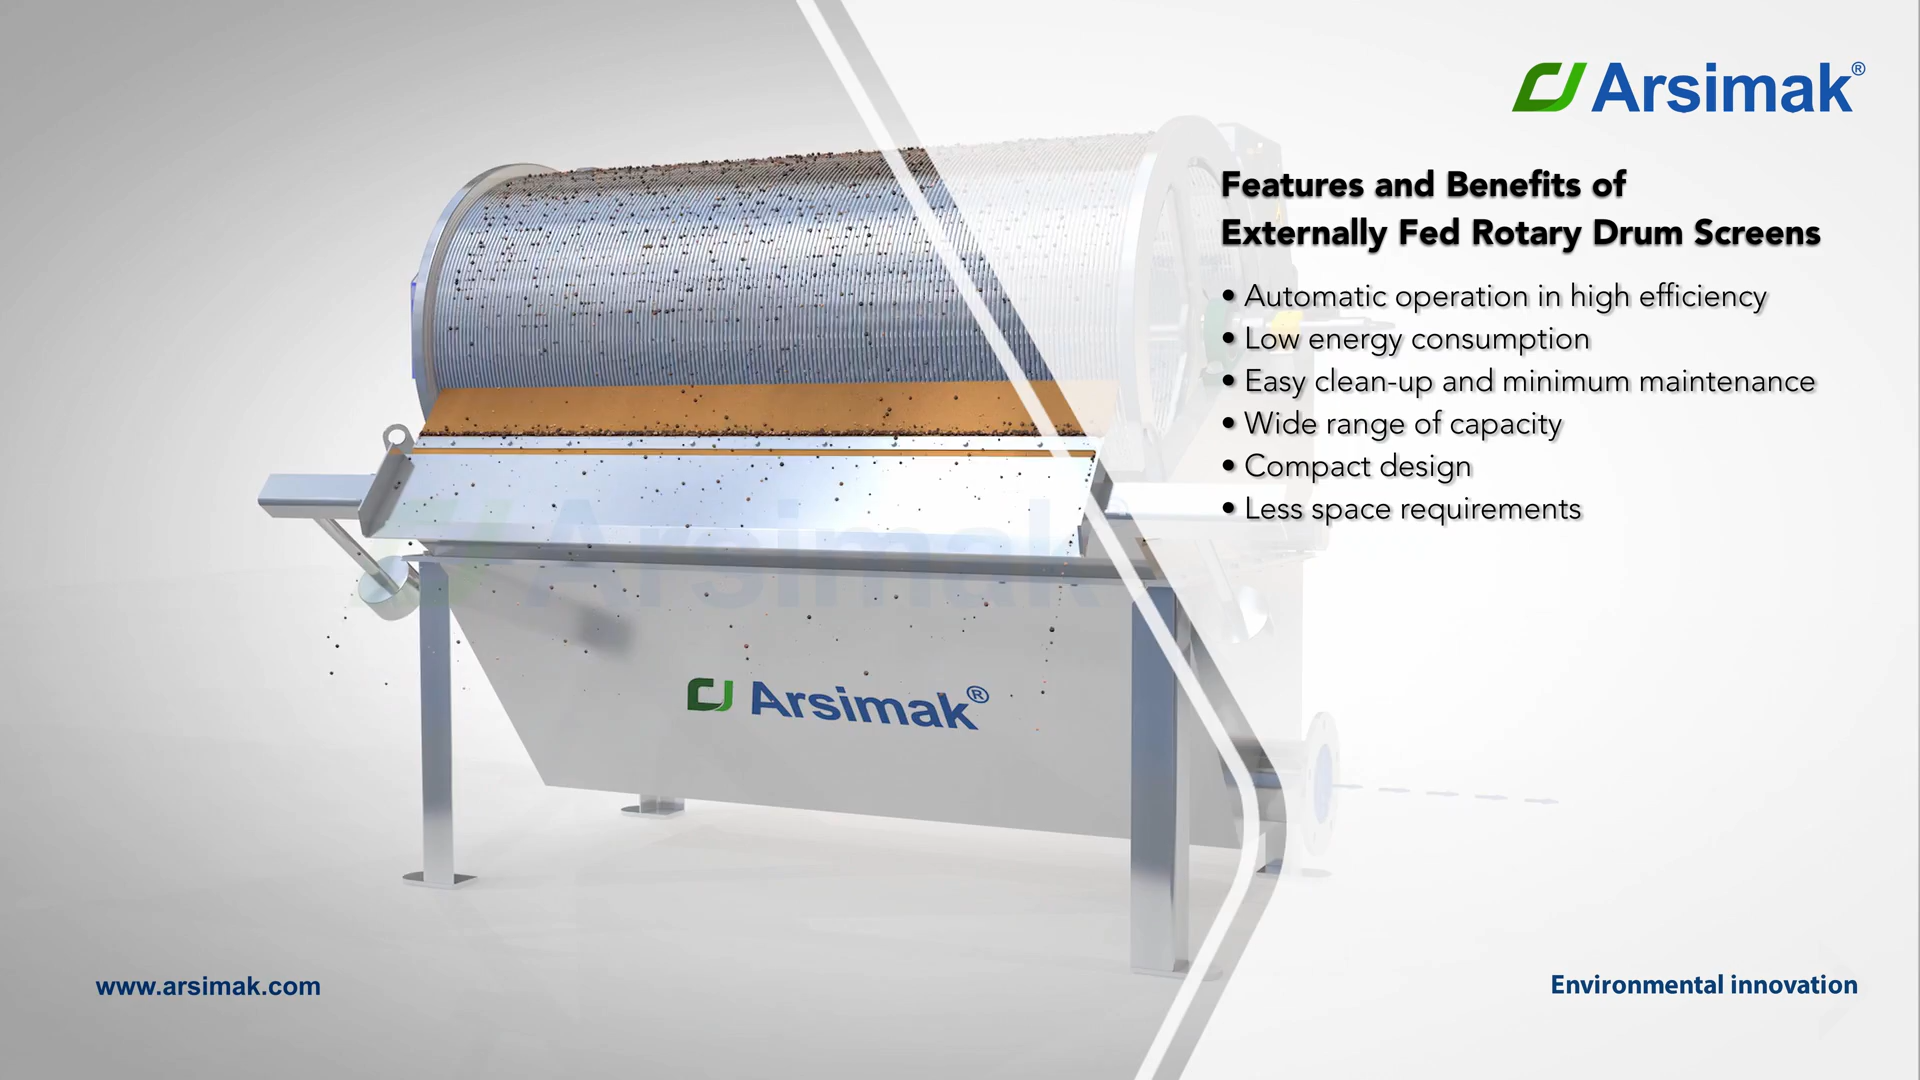 Arsimak®
Features and Benefits of
Externally Fed Rotary Drum Screens
• Automatic operation in high efficiency
• Low energy consumption
• Easy clean-up and minimum maintenance
• Wide range of capacity
• Compact design
• Less space requirements
Arsimak
Arsimak®
www.arsimak.com
Environmental innovation